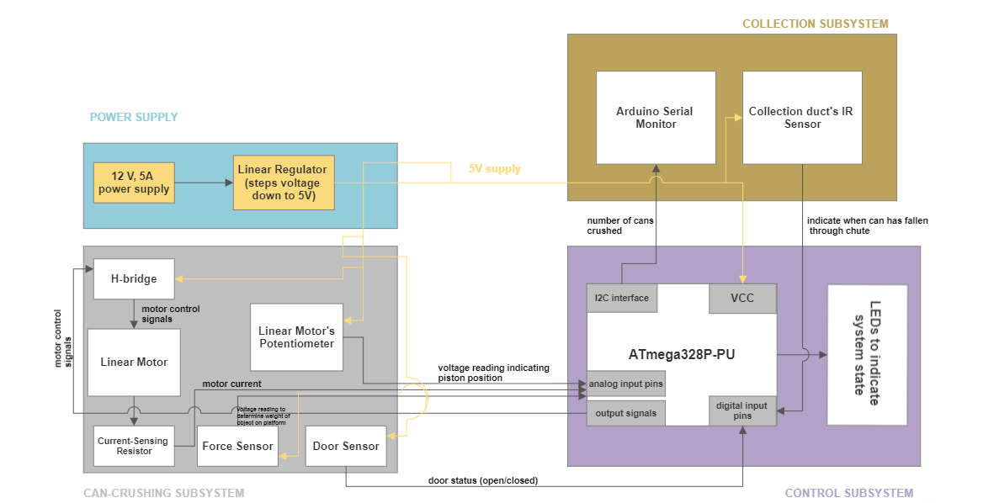 COLLECTION SUBSYSTEM
Arduino Serial
Monitor
Collection duct's IR
Sensor
POWER SUPPLY
12 V, 5A
power supply
Linear Regulator
(steps voltage
down to 5V)
5V supply
number of cans
crushed
indicate when can has fallen
through chute
H-bridge
motor control
signals
motor control
signals
Linear Motor
Linear Motor's
Potentiometer
voltage reading indicating
piston position
motor current
voltage reading to
determine weight of
object on platform
Current-Sensing
Resistor
Force Sensor
Door Sensor
door status (open/closed)
CAN-CRUSHING SUBSYSTEM
I2C interface
VCC
ATmega328P-PU
analog input pins
output signals
digital input
pins
LEDs to indicate
system state
CONTROL SUBSYSTEM